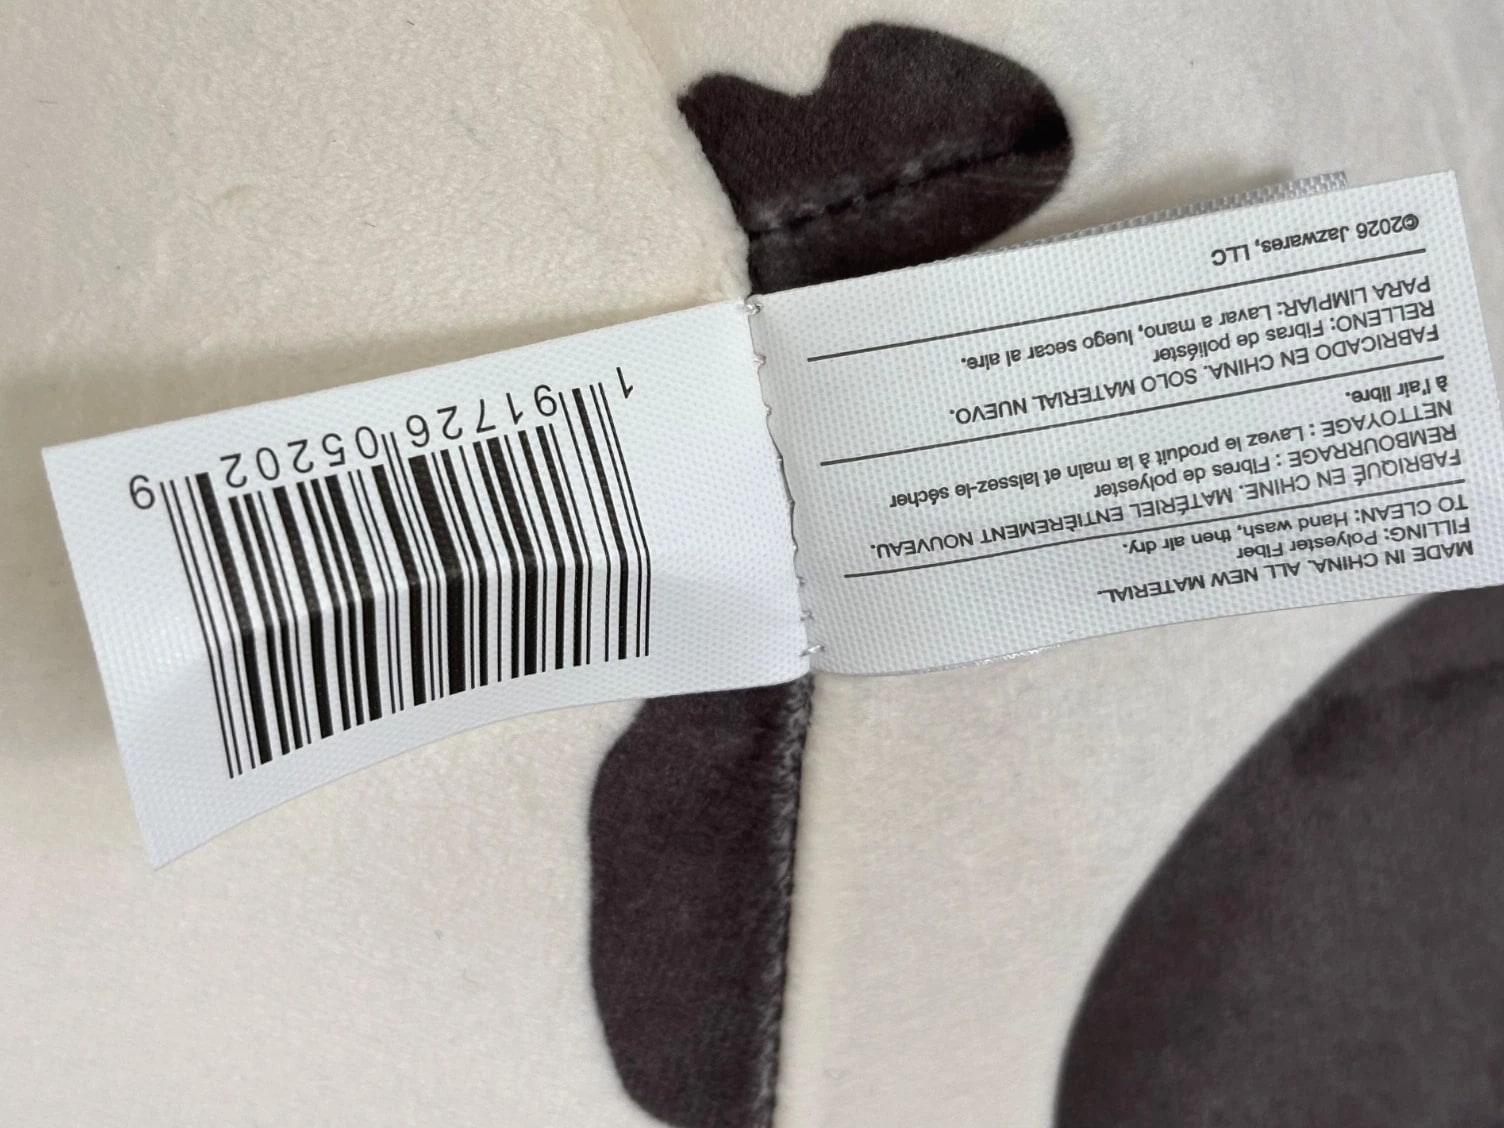 MADE IN CHINA. ALL NEW MATERIAL.
FILLING: Polyester Fiber
TO CLEAN: Hand wash, then air dry.
FABRIQUÉ EN CHINE. MATÉRIEL ENTIÈREMENT NOUVEAU.
REMBOURRAGE : Fibres de polyester
NETTOYAGE : Lavez le produit à la main et laissez-le sécher
à l'air libre.
FABRICADO EN CHINA. SOLO MATERIAL NUEVO.
RELLENO: Fibras de poliéster
PARA LIMPIAR: Lavar a mano, luego secar al aire.
©2026 Jazwares, LLC
1 91726 05202 9